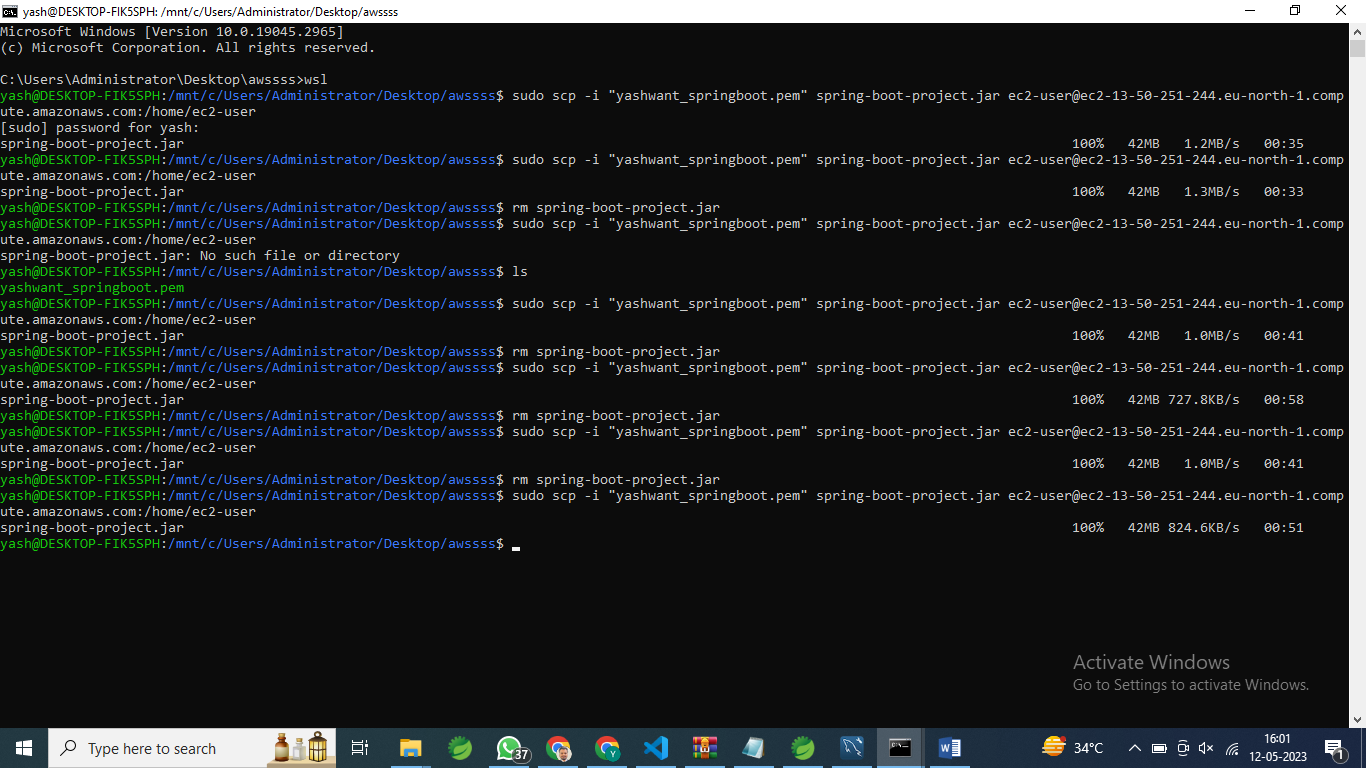 yash@DESKTOP-FIK5SPH: /mnt/c/Users/Administrator/Desktop/awssss
Microsoft Windows [Version 10.0.19045.2965]
(c) Microsoft Corporation. All rights reserved.
C:\Users\Administrator\Desktop\awssss>wsl
yash@DESKTOP-FIK5SPH:/mnt/c/Users/Administrator/Desktop/awssss$ sudo scp -i "yashwant_springboot.pem" spring-boot-project.jar ec2-user@ec2-13-50-251-244.eu-north-1.comp
ute.amazonaws.com:/home/ec2-user
[sudo] password for yash:
spring-boot-project.jar 100% 42MB 1.2MB/s 00:35
yash@DESKTOP-FIK5SPH:/mnt/c/Users/Administrator/Desktop/awssss$ sudo scp -i "yashwant_springboot.pem" spring-boot-project.jar ec2-user@ec2-13-50-251-244.eu-north-1.comp
ute.amazonaws.com:/home/ec2-user
spring-boot-project.jar 100% 42MB 1.3MB/s 00:33
yash@DESKTOP-FIK5SPH:/mnt/c/Users/Administrator/Desktop/awssss$ rm spring-boot-project.jar
yash@DESKTOP-FIK5SPH:/mnt/c/Users/Administrator/Desktop/awssss$ sudo scp -i "yashwant_springboot.pem" spring-boot-project.jar ec2-user@ec2-13-50-251-244.eu-north-1.comp
ute.amazonaws.com:/home/ec2-user
spring-boot-project.jar: No such file or directory
yash@DESKTOP-FIK5SPH:/mnt/c/Users/Administrator/Desktop/awssss$ ls
yashwant_springboot.pem
yash@DESKTOP-FIK5SPH:/mnt/c/Users/Administrator/Desktop/awssss$ sudo scp -i "yashwant_springboot.pem" spring-boot-project.jar ec2-user@ec2-13-50-251-244.eu-north-1.comp
ute.amazonaws.com:/home/ec2-user
spring-boot-project.jar 100% 42MB 1.0MB/s 00:41
yash@DESKTOP-FIK5SPH:/mnt/c/Users/Administrator/Desktop/awssss$ rm spring-boot-project.jar
yash@DESKTOP-FIK5SPH:/mnt/c/Users/Administrator/Desktop/awssss$ sudo scp -i "yashwant_springboot.pem" spring-boot-project.jar ec2-user@ec2-13-50-251-244.eu-north-1.comp
ute.amazonaws.com:/home/ec2-user
spring-boot-project.jar 100% 42MB 727.8KB/s 00:58
yash@DESKTOP-FIK5SPH:/mnt/c/Users/Administrator/Desktop/awssss$ rm spring-boot-project.jar
yash@DESKTOP-FIK5SPH:/mnt/c/Users/Administrator/Desktop/awssss$ sudo scp -i "yashwant_springboot.pem" spring-boot-project.jar ec2-user@ec2-13-50-251-244.eu-north-1.comp
ute.amazonaws.com:/home/ec2-user
spring-boot-project.jar 100% 42MB 1.0MB/s 00:41
yash@DESKTOP-FIK5SPH:/mnt/c/Users/Administrator/Desktop/awssss$ rm spring-boot-project.jar
yash@DESKTOP-FIK5SPH:/mnt/c/Users/Administrator/Desktop/awssss$ sudo scp -i "yashwant_springboot.pem" spring-boot-project.jar ec2-user@ec2-13-50-251-244.eu-north-1.comp
ute.amazonaws.com:/home/ec2-user
spring-boot-project.jar 100% 42MB 824.6KB/s 00:51
yash@DESKTOP-FIK5SPH:/mnt/c/Users/Administrator/Desktop/awssss$
Activate Windows
Go to Settings to activate Windows.
Type here to search
37
34°C
16:01
12-05-2023
1